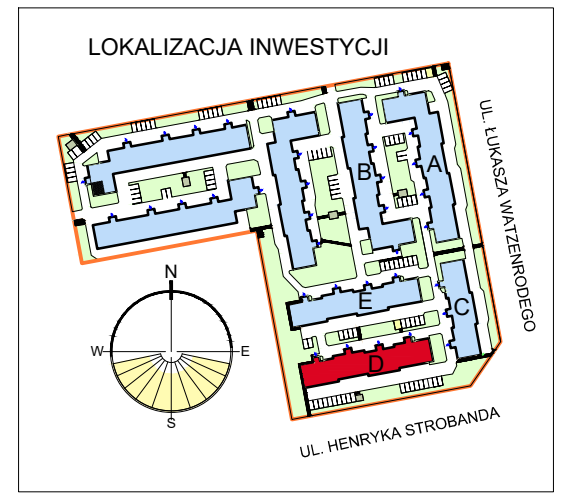 LOKALIZACJA INWESTYCJI
UL. ŁUKASZA WATZENRODEGO
A
B
C
E
D
N
W
E
S
UL. HENRYKA STROBANDA